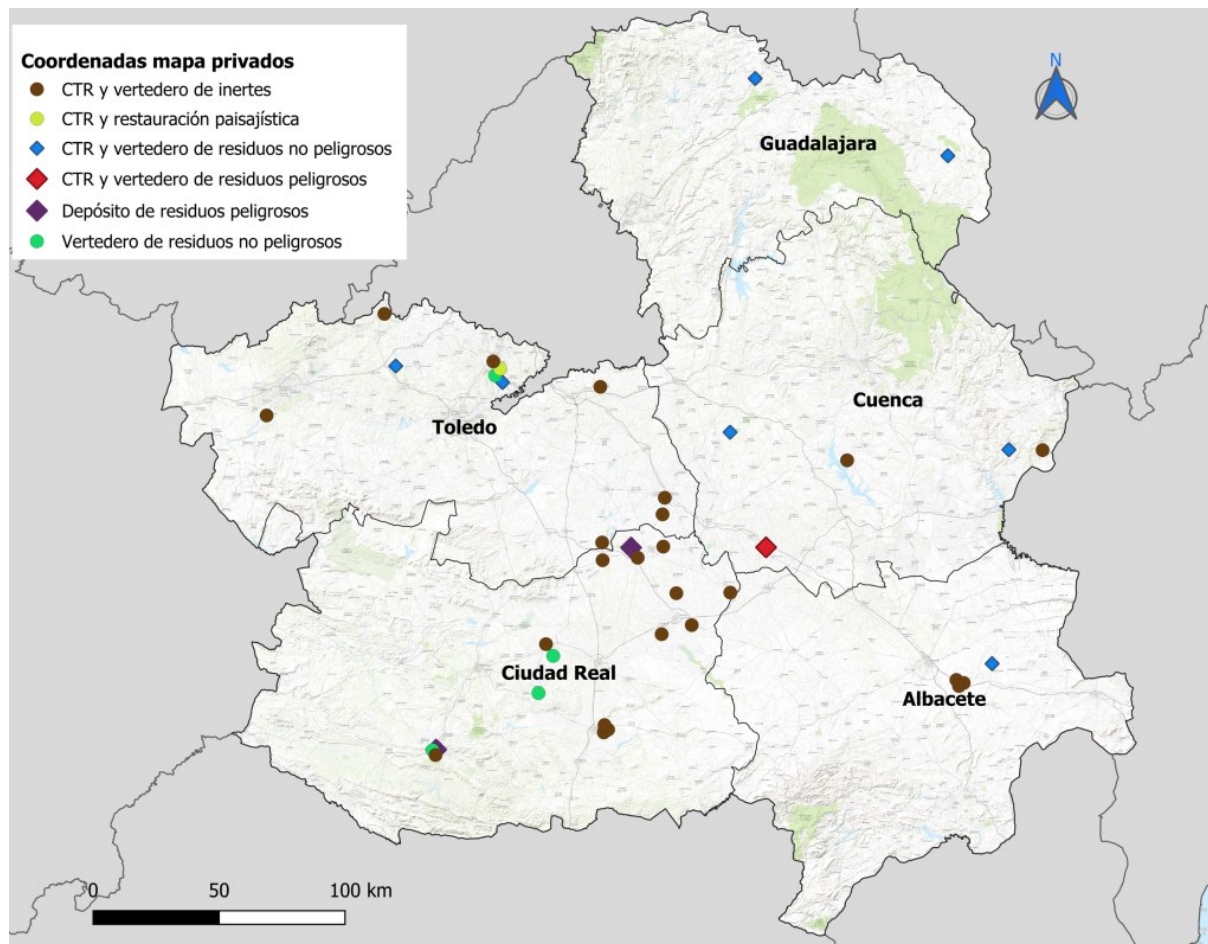 Coordenadas mapa privados
CTR y vertedero de inertes
CTR y restauración paisajística
CTR y vertedero de residuos no peligrosos
CTR y vertedero de residuos peligrosos
Depósito de residuos peligrosos
Vertedero de residuos no peligrosos
N
Guadalajara
Cuenca
Toledo
Ciudad Real
Albacete
0 50 100 km